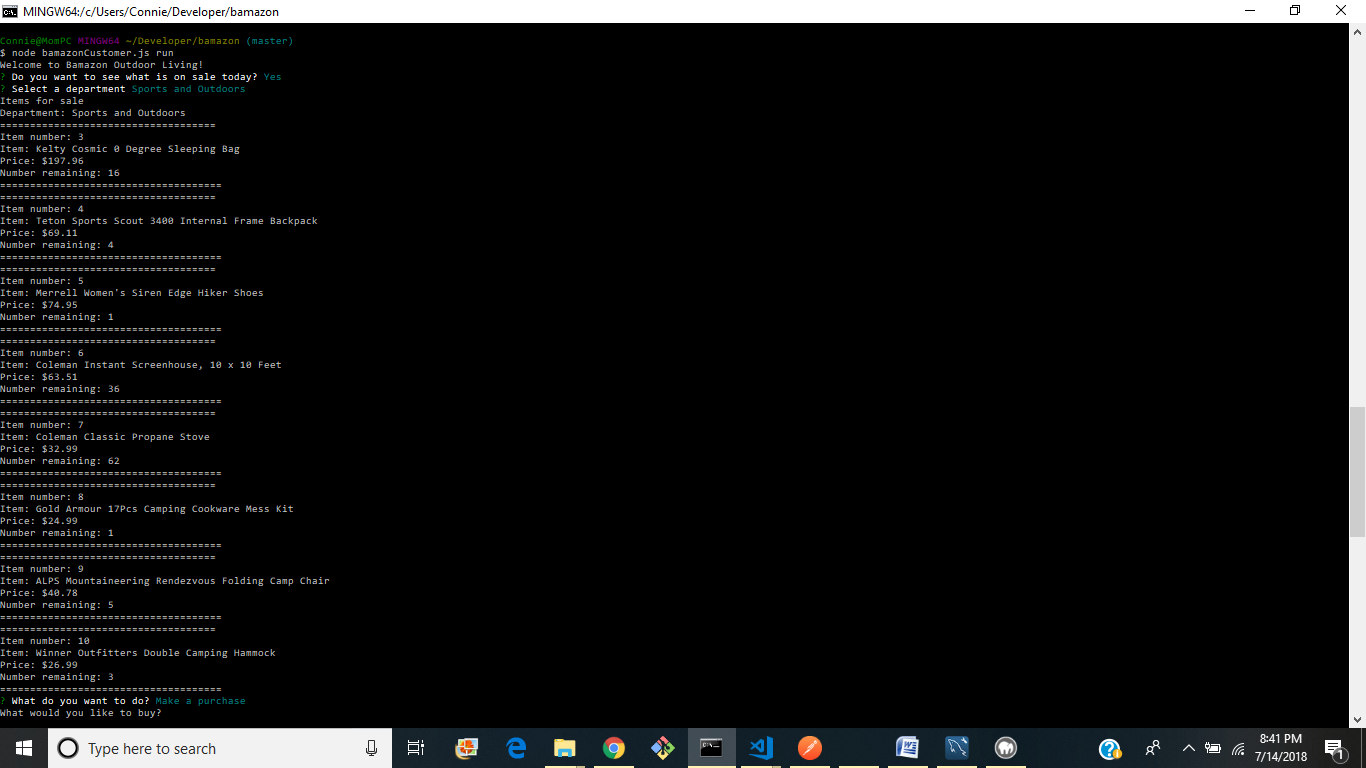 MINGW64:/c/Users/Connie/Developer/bamazon
Connie@MomPC MINGW64 ~/Developer/bamazon (master)
$ node bamazonCustomer.js run
Welcome to Bamazon Outdoor Living!
? Do you want to see what is on sale today? Yes
? Select a department Sports and Outdoors
Items for sale
Department: Sports and Outdoors
====================================
Item number: 3
Item: Kelty Cosmic 0 Degree Sleeping Bag
Price: $197.96
Number remaining: 16
=====================================
====================================
Item number: 4
Item: Teton Sports Scout 3400 Internal Frame Backpack
Price: $69.11
Number remaining: 4
=====================================
====================================
Item number: 5
Item: Merrell Women's Siren Edge Hiker Shoes
Price: $74.95
Number remaining: 1
=====================================
====================================
Item number: 6
Item: Coleman Instant Screenhouse, 10 x 10 Feet
Price: $63.51
Number remaining: 36
=====================================
====================================
Item number: 7
Item: Coleman Classic Propane Stove
Price: $32.99
Number remaining: 62
=====================================
====================================
Item number: 8
Item: Gold Armour 17Pcs Camping Cookware Mess Kit
Price: $24.99
Number remaining: 1
=====================================
====================================
Item number: 9
Item: ALPS Mountaineering Rendezvous Folding Camp Chair
Price: $40.78
Number remaining: 5
=====================================
====================================
Item number: 10
Item: Winner Outfitters Double Camping Hammock
Price: $26.99
Number remaining: 3
=====================================
? What do you want to do? Make a purchase
What would you like to buy?
Type here to search
8:41 PM
7/14/2018
1